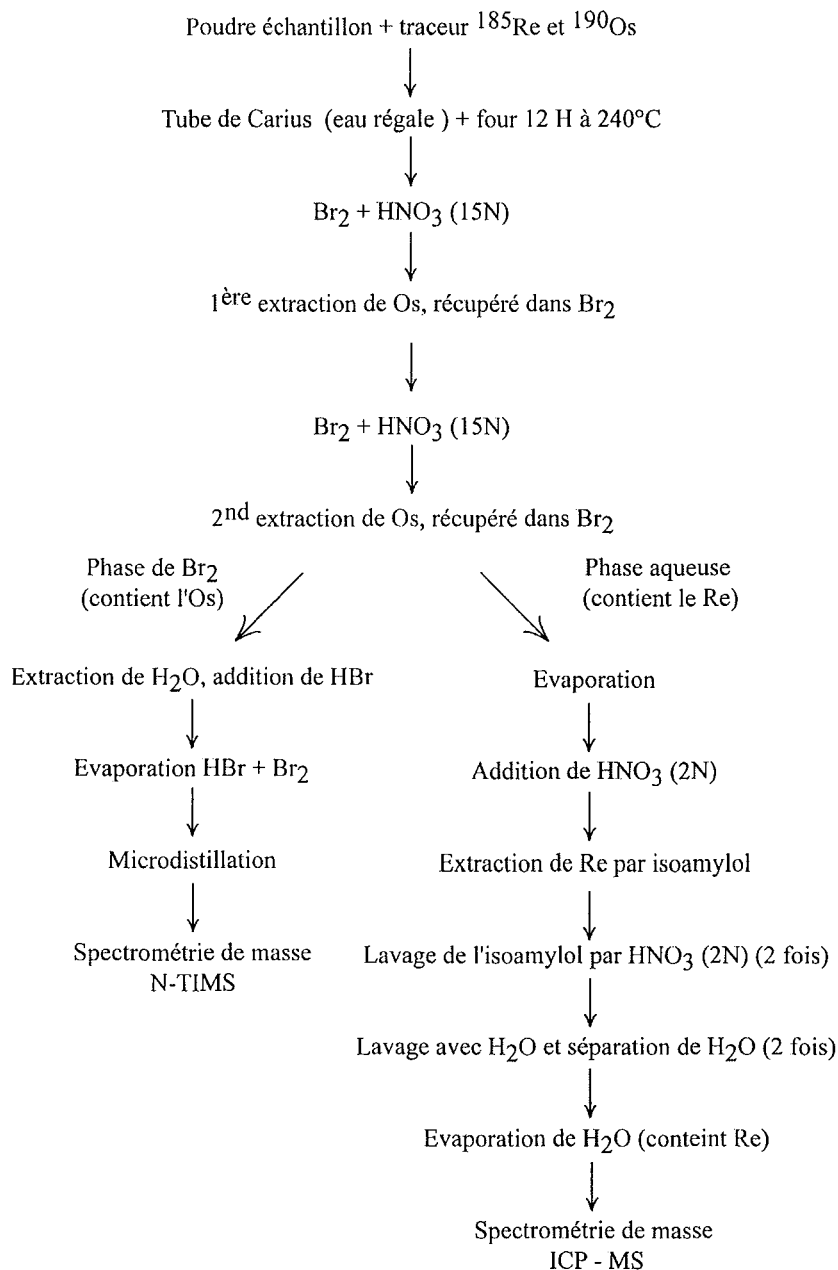 Poudre échantillon + traceur ¹⁸⁵Re et ¹⁹⁰Os
Tube de Carius (eau régale ) + four 12 H à 240°C
Br₂ + HNO₃ (15N)
1ère extraction de Os, récupéré dans Br₂
Br₂ + HNO₃ (15N)
2nd extraction de Os, récupéré dans Br₂
Phase de Br₂
(contient l'Os)
Phase aqueuse
(contient le Re)
Extraction de H₂O, addition de HBr
Evaporation HBr + Br₂
Microdistillation
Spectrométrie de masse
N-TIMS
Evaporation
Addition de HNO₃ (2N)
Extraction de Re par isoamylol
Lavage de l'isoamylol par HNO₃ (2N) (2 fois)
Lavage avec H₂O et séparation de H₂O (2 fois)
Evaporation de H₂O (conteint Re)
Spectrométrie de masse
ICP - MS